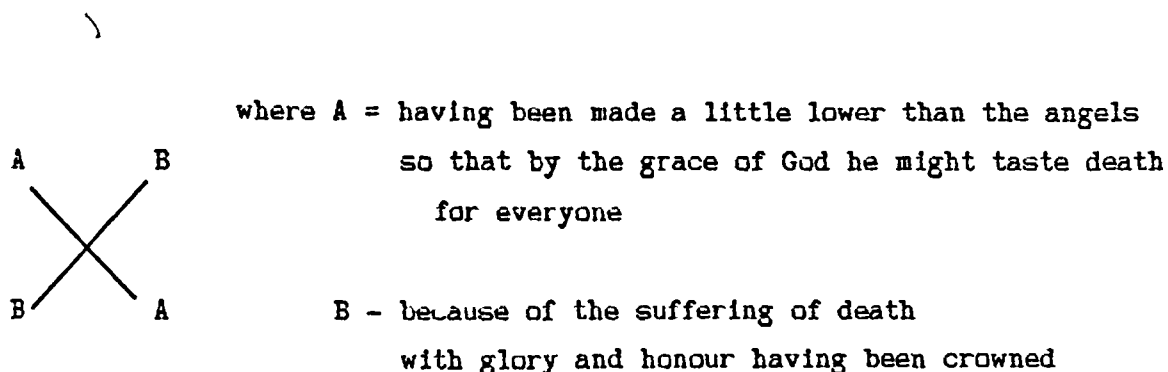 where A = having been made a little lower than the angels
A B so that by the grace of God he might taste death
for everyone
B A B - because of the suffering of death
with glory and honour having been crowned